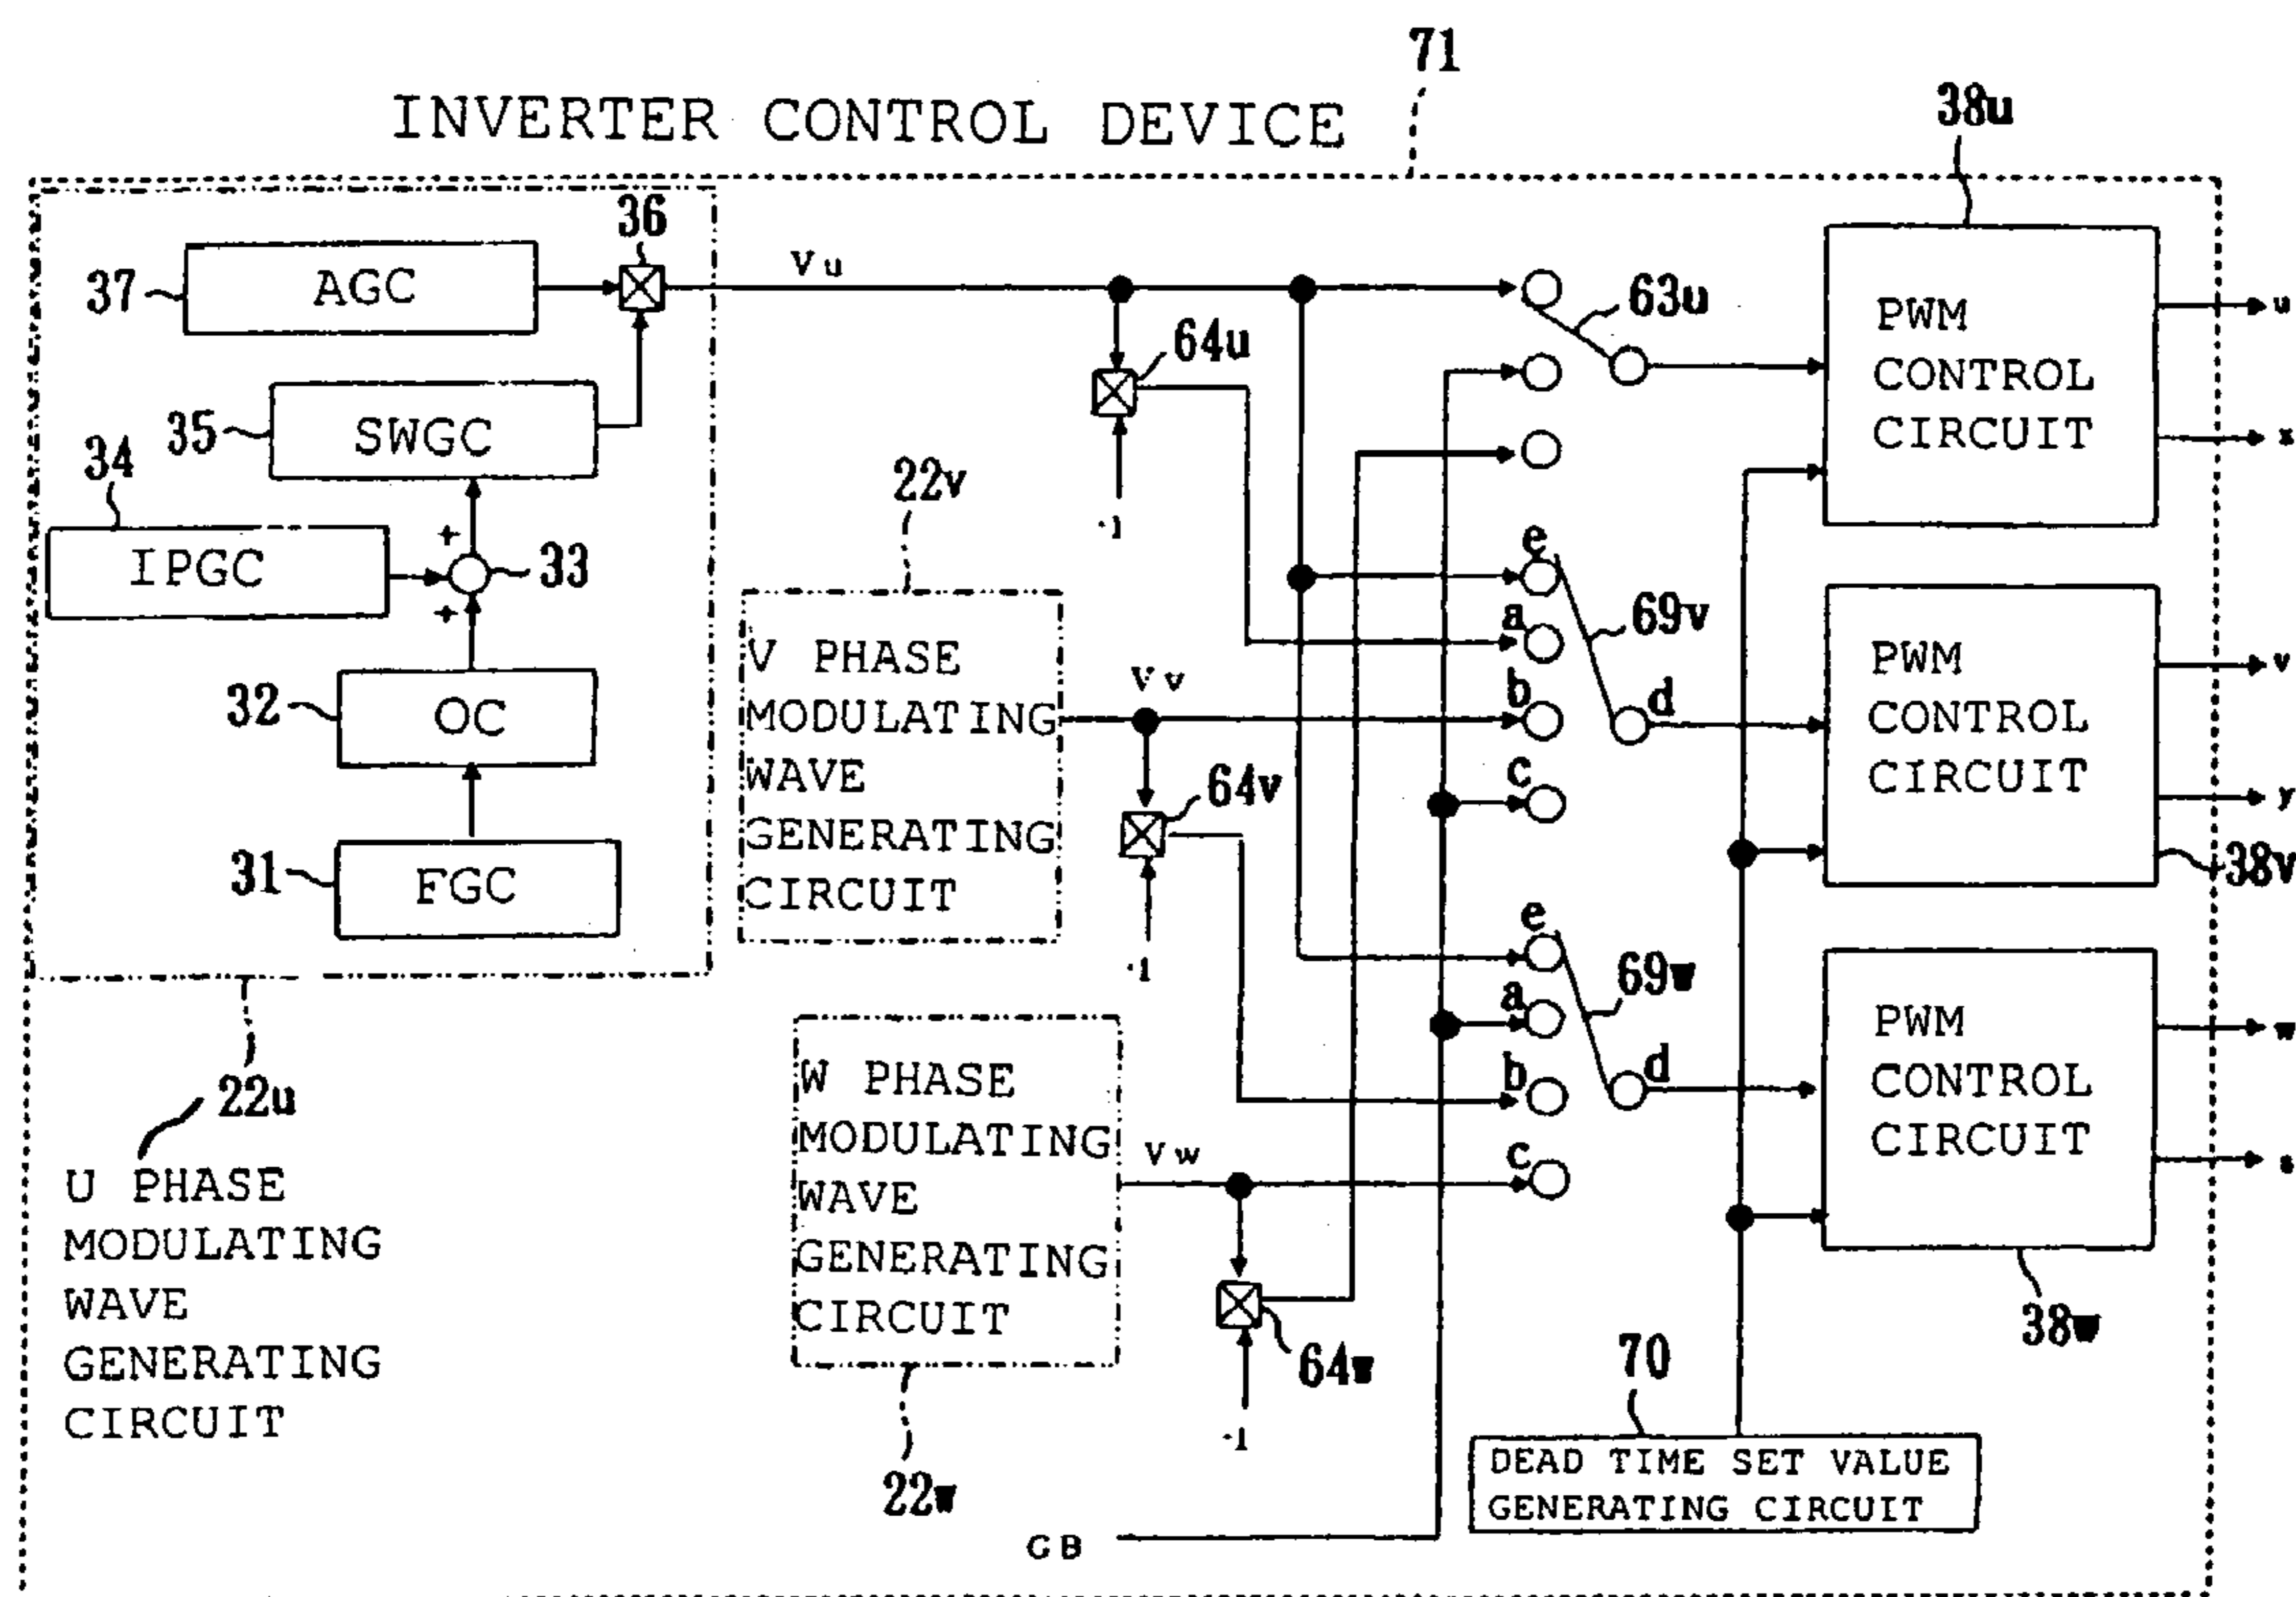 71
INVERTER CONTROL DEVICE
38u
36
37
AGC
Vu
63u
64u
PWM
CONTROL
CIRCUIT
u
x
35
SWGC
34
22v
-1
+
IPGC
33
+
e
69v
a
V PHASE
MODULATING
WAVE
GENERATING
CIRCUIT
Vv
b
d
PWM
CONTROL
CIRCUIT
v
y
32
OC
64v
c
31
FGC
38v
-1
e
69w
a
W PHASE
MODULATING
WAVE
GENERATING
CIRCUIT
b
d
PWM
CONTROL
CIRCUIT
w
22u
U PHASE
MODULATING
WAVE
GENERATING
CIRCUIT
Vw
c
38w
64w
-1
70
22w
DEAD TIME SET VALUE
GENERATING CIRCUIT
GB